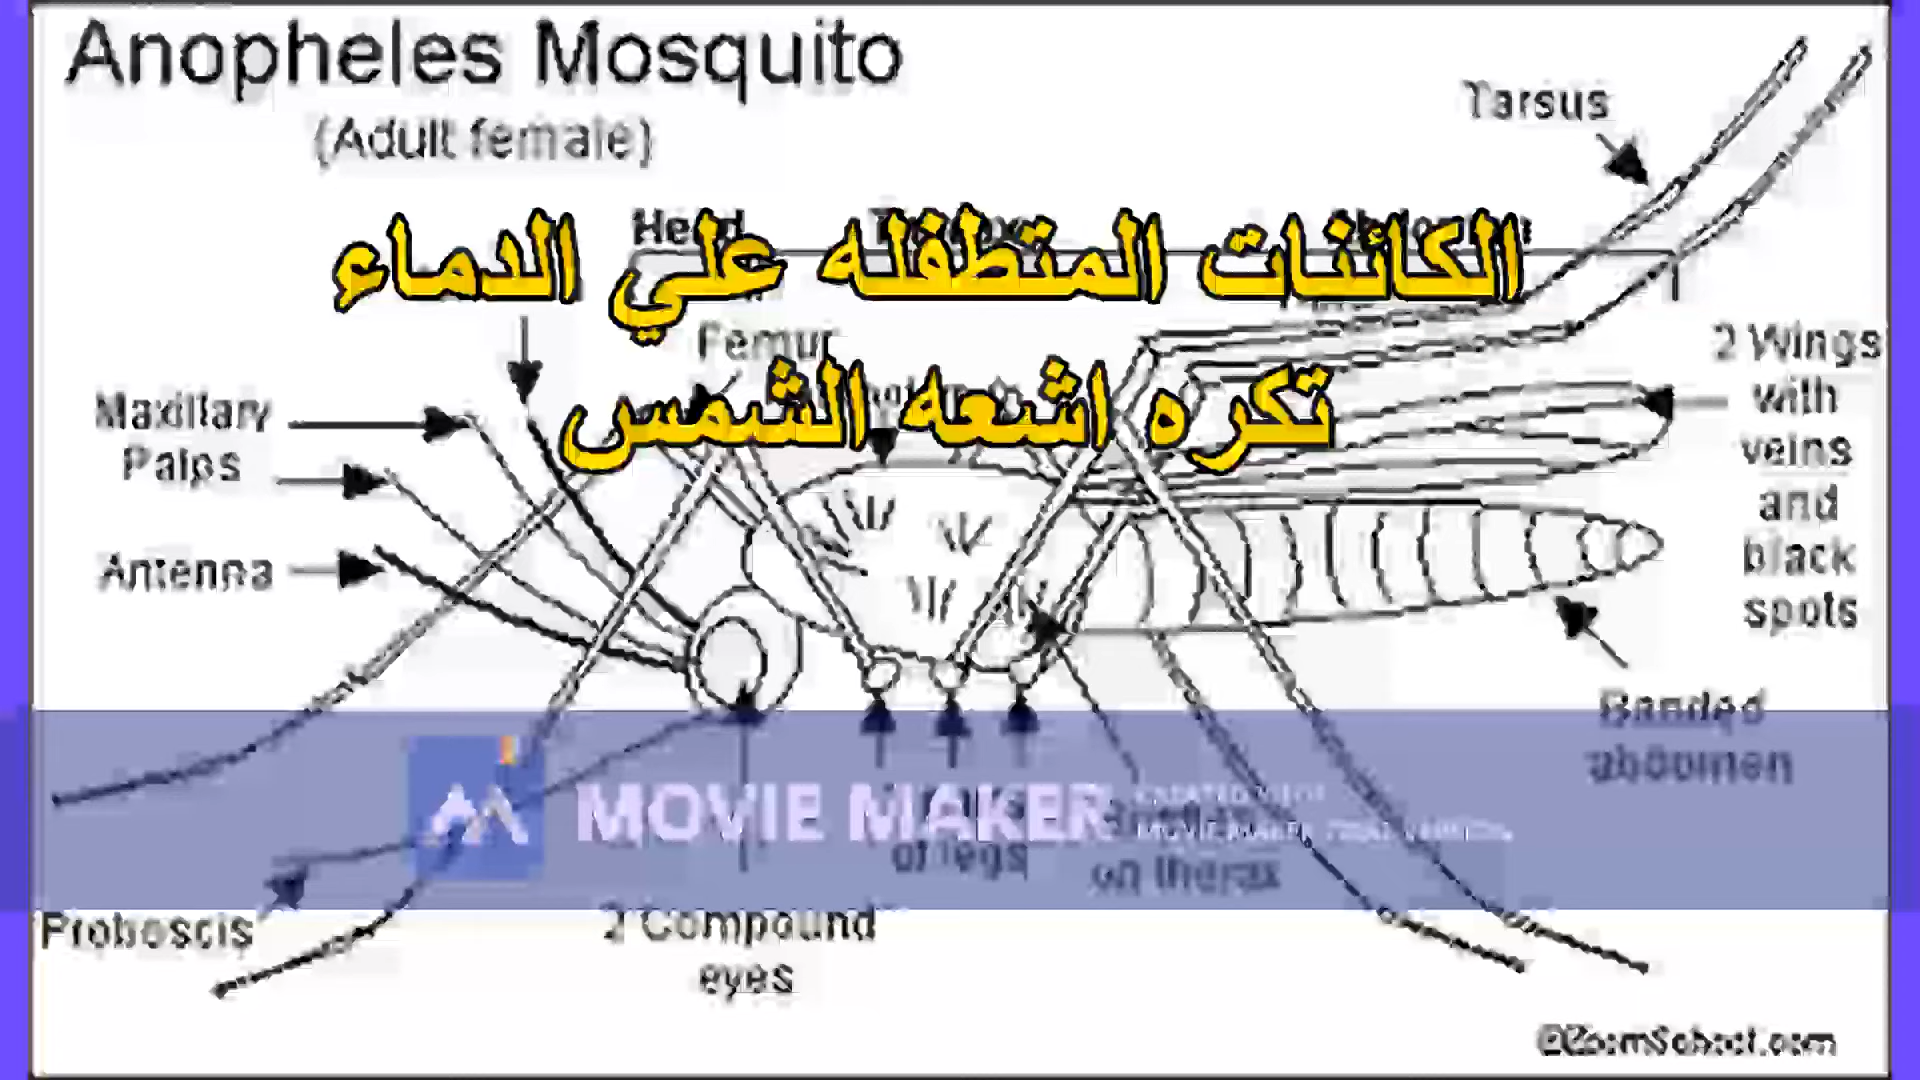 Anopheles Mosquito
(Adult female)
Tarsus
Head
الكائنات المتطفله علي الدماء
Femur
2 Wings
with
veins
and
black
spots
تكره اشعه الشمس
Maxillary
Palps
Antenna
Banded
abdomen
MOVIE MAKER
of legs
on thorax
Proboscis
2 Compound
eyes
©ZoomSchool.com